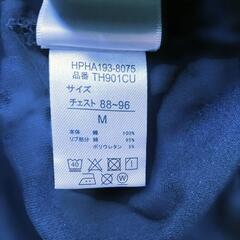 HPHA193-8075
品番 TH901CU
サイズ
チェスト 88~96
M
本体 綿 100%
リブ部分 綿 95%
ポリウレタン 5%
40